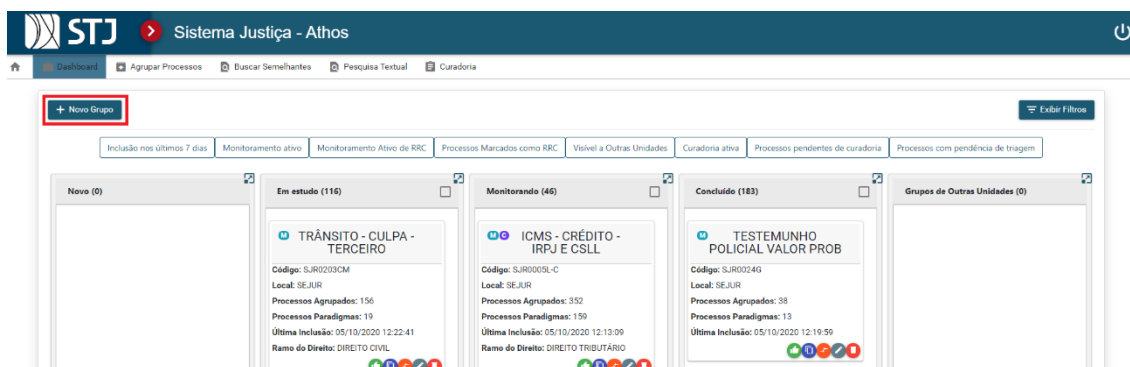 STJ Sistema Justiça - Athos
Dashboard Agrupar Processos Buscar Semelhantes Pesquisa Textual Curadoria
+ Novo Grupo Exibir Filtros
Inclusão nos últimos 7 dias Monitoramento ativo Monitoramento Ativo de RRC Processos Marcados como RRC Visível a Outras Unidades Curadoria ativa Processos pendentes de curadoria Processos com pendência de triagem
Novo (0)
Em estudo (116)
M TRÂNSITO - CULPA -
TERCEIRO
Código: SJR0203CM
Local: SEJUR
Processos Agrupados: 156
Processos Paradigmas: 19
Última Inclusão: 05/10/2020 12:22:41
Ramo do Direito: DIREITO CIVIL
Monitorando (46)
M C ICMS - CRÉDITO -
IRPJ E CSLL
Código: SJR0005L-C
Local: SEJUR
Processos Agrupados: 352
Processos Paradigmas: 159
Última Inclusão: 05/10/2020 12:13:09
Ramo do Direito: DIREITO TRIBUTÁRIO
Concluído (183)
M TESTEMUNHO
POLICIAL VALOR PROB
Código: SJR0024G
Local: SEJUR
Processos Agrupados: 38
Processos Paradigmas: 13
Última Inclusão: 05/10/2020 12:19:59
Grupos de Outras Unidades (0)